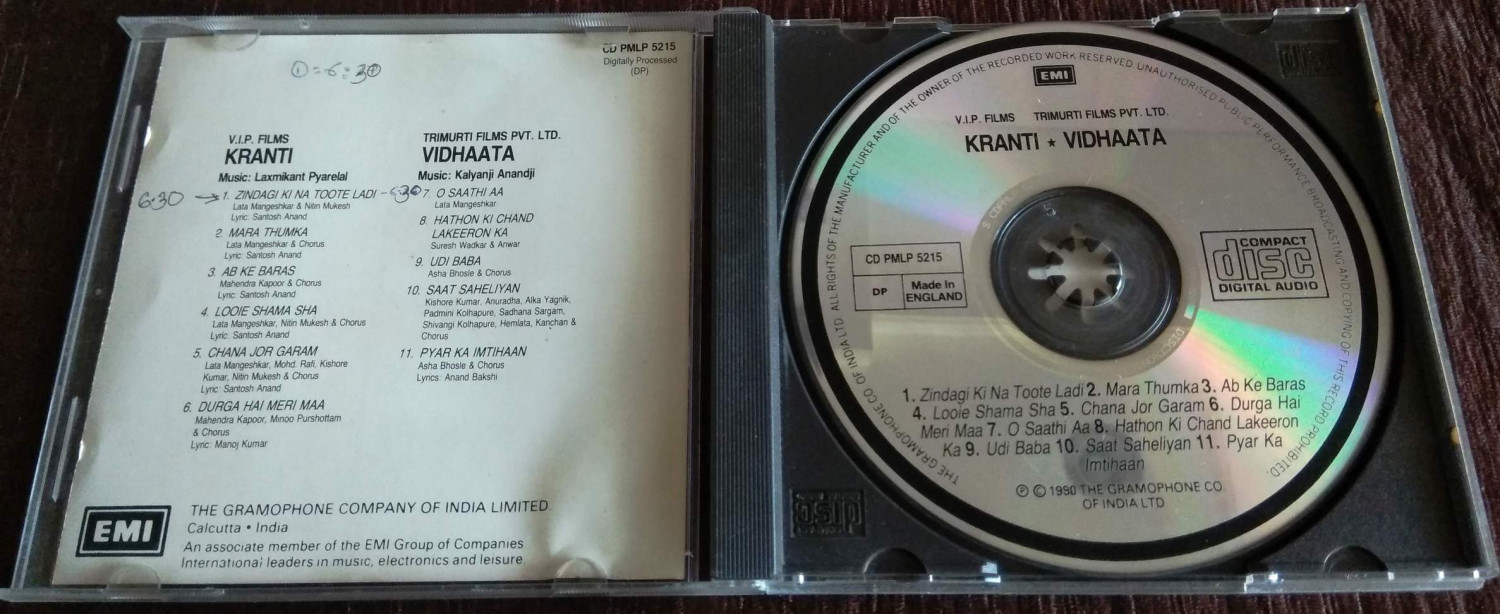 CD PMLP 5215
Digitally Processed
(DP)
① = 6:30
V.I.P. FILMS
KRANTI
Music: Laxmikant Pyarelal
6.30 → 1. ZINDAGI KI NA TOOTE LADI – 6.30
Lata Mangeshkar & Nitin Mukesh
Lyric: Santosh Anand
2. MARA THUMKA
Lata Mangeshkar & Chorus
Lyric: Santosh Anand
3. AB KE BARAS
Mahendra Kapoor & Chorus
Lyric: Santosh Anand
4. LOOIE SHAMA SHA
Lata Mangeshkar, Nitin Mukesh & Chorus
Lyric: Santosh Anand
5. CHANA JOR GARAM
Lata Mangeshkar, Mohd. Rafi, Kishore
Kumar, Nitin Mukesh & Chorus
Lyric: Santosh Anand
6. DURGA HAI MERI MAA
Mahendra Kapoor, Minoo Purshottam
& Chorus
Lyric: Manoj Kumar
TRIMURTI FILMS PVT. LTD.
VIDHAATA
Music: Kalyanji Anandji
7. O SAATHI AA
Lata Mangeshkar
8. HATHON KI CHAND
LAKEERON KA
Suresh Wadkar & Anwar
9. UDI BABA
Asha Bhosle & Chorus
10. SAAT SAHELIYAN
Kishore Kumar, Anuradha, Alka Yagnik,
Padmini Kolhapure, Sadhana Sargam,
Shivangi Kolhapure, Hemlata, Kanchan &
Chorus
11. PYAR KA IMTIHAAN
Asha Bhosle & Chorus
Lyrics: Anand Bakshi
EMI
THE GRAMOPHONE COMPANY OF INDIA LIMITED
Calcutta • India
An associate member of the EMI Group of Companies
International leaders in music, electronics and leisure
THE GRAMOPHONE CO. OF INDIA LTD. ALL RIGHTS OF THE MANUFACTURER AND OF THE OWNER OF THE RECORDED WORK RESERVED UNAUTHORISED PUBLIC PERFORMANCE BROADCASTING AND COPYING OF THIS RECORD PROHIBITED.
EMI
V.I.P. FILMS TRIMURTI FILMS PVT. LTD.
KRANTI ★ VIDHAATA
CD PMLP 5215
DP
Made In
ENGLAND
COMPACT
disc
DIGITAL AUDIO
1. Zindagi Ki Na Toote Ladi 2. Mara Thumka 3. Ab Ke Baras
4. Looie Shama Sha 5. Chana Jor Garam 6. Durga Hai
Meri Maa 7. O Saathi Aa 8. Hathon Ki Chand Lakeeron
Ka 9. Udi Baba 10. Saat Saheliyan 11. Pyar Ka
Imtihaan
℗ © 1990 THE GRAMOPHONE CO.
OF INDIA LTD
5
disc
disc